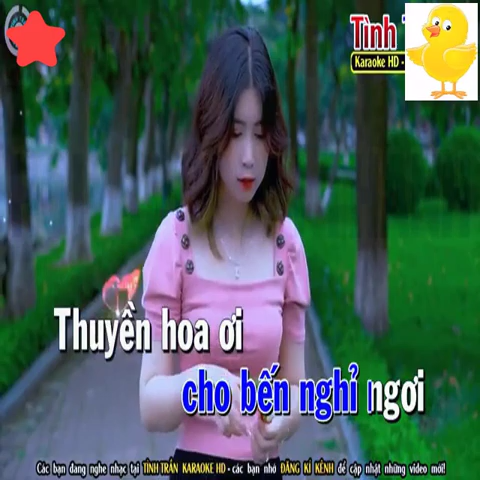 Tình
Karaoke HD -
Thuyền hoa ơi
cho bến nghỉ ngơi
Các bạn đang nghe nhạc tại TÌNH TRẦN KARAOKE HD - các bạn nhớ ĐĂNG KÍ KÊNH để cập nhật những video mới!